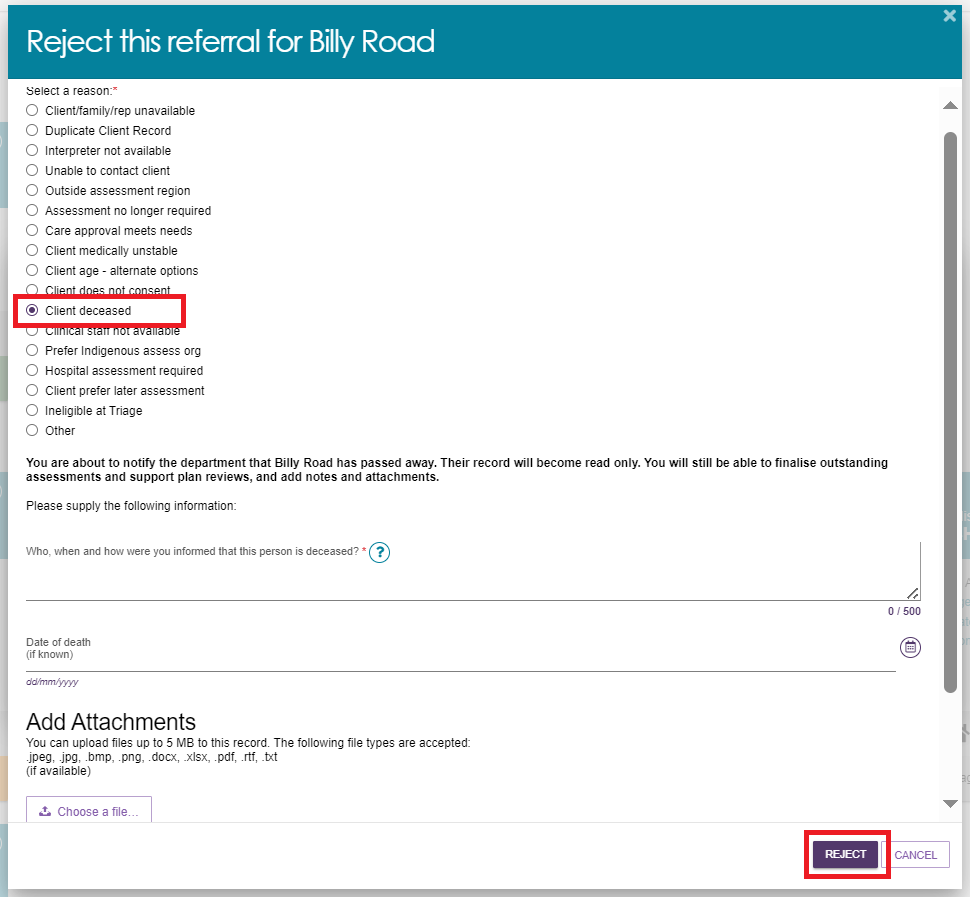 Reject this referral for Billy Road
Select a reason:*
Client/family/rep unavailable
Duplicate Client Record
Interpreter not available
Unable to contact client
Outside assessment region
Assessment no longer required
Care approval meets needs
Client medically unstable
Client age - alternate options
Client does not consent
Client deceased
Clinical staff not available
Prefer Indigenous assess org
Hospital assessment required
Client prefer later assessment
Ineligible at Triage
Other
You are about to notify the department that Billy Road has passed away. Their record will become read only. You will still be able to finalise outstanding
assessments and support plan reviews, and add notes and attachments.
Please supply the following information:
Who, when and how were you informed that this person is deceased? * ?
0 / 500
Date of death
(if known)
dd/mm/yyyy
Add Attachments
You can upload files up to 5 MB to this record. The following file types are accepted:
.jpeg, .jpg, .bmp, .png, .docx, .xlsx, .pdf, .rtf, .txt
(if available)
Choose a file...
REJECT CANCEL